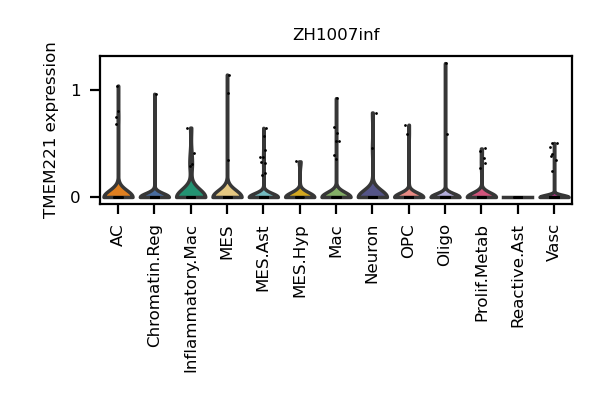 ZH1007inf
TMEM221 expression
1
0
AC
Chromatin.Reg
Inflammatory.Mac
MES
MES.Ast
MES.Hyp
Mac
Neuron
OPC
Oligo
Prolif.Metab
Reactive.Ast
Vasc